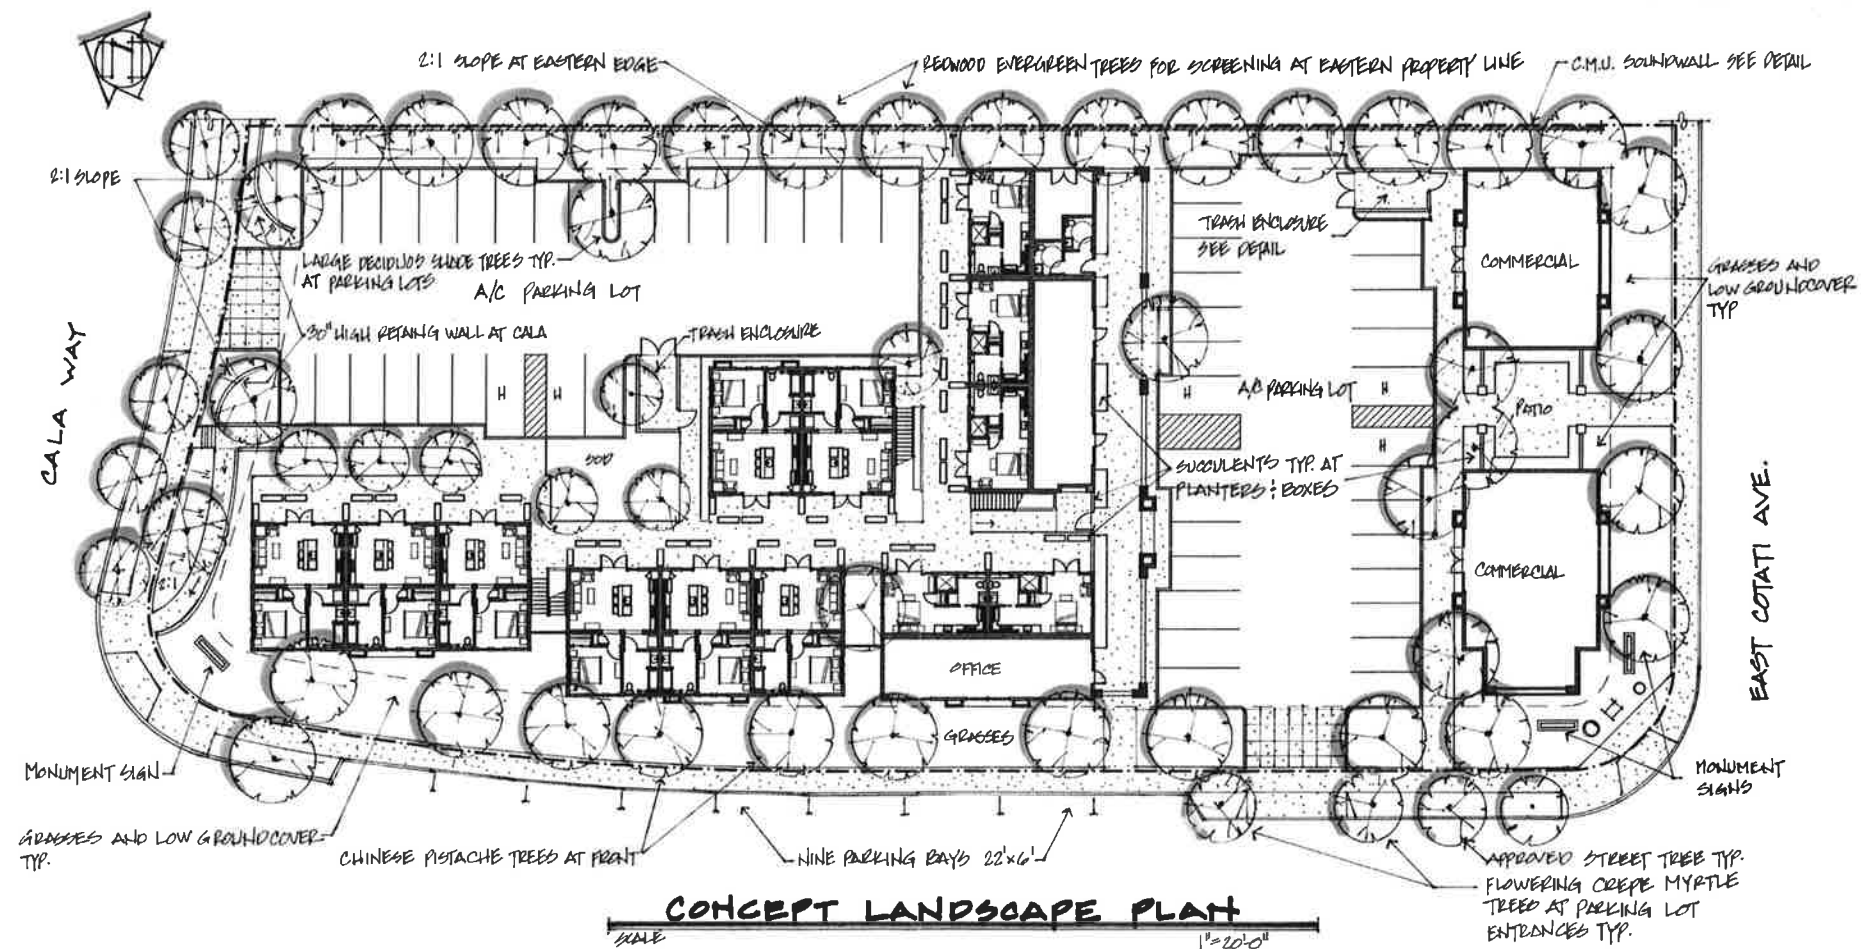 N
2:1 SLOPE AT EASTERN EDGE
REDWOOD EVERGREEN TREES FOR SCREENING AT EASTERN PROPERTY LINE
C.M.U. SOUNDWALL SEE DETAIL
2:1 SLOPE
LARGE DECIDUOS SHADE TREES TYP.
AT PARKING LOTS
A/C PARKING LOT
TRASH ENCLOSURE
SEE DETAIL
COMMERCIAL
GRASSES AND
LOW GROUNDCOVER
TYP
30" HIGH RETAING WALL AT CALA
TRASH ENCLOSURE
CALA WAY
H
H
H
A/C PARKING LOT
H
H
PATIO
SOD
SUCCULENTS TYP. AT
PLANTERS & BOXES
EAST COTATI AVE.
2:1
COMMERCIAL
OFFICE
GRASSES
MONUMENT SIGN
MONUMENT
SIGNS
GRASSES AND LOW GROUNDCOVER
TYP.
CHINESE PISTACHE TREES AT FRONT
NINE PARKING BAYS 22'x6'
APPROVED STREET TREE TYP.
FLOWERING CREPE MYRTLE
TREES AT PARKING LOT
ENTRANCES TYP.
CONCEPT LANDSCAPE PLAN
SCALE
1"=20'-0"